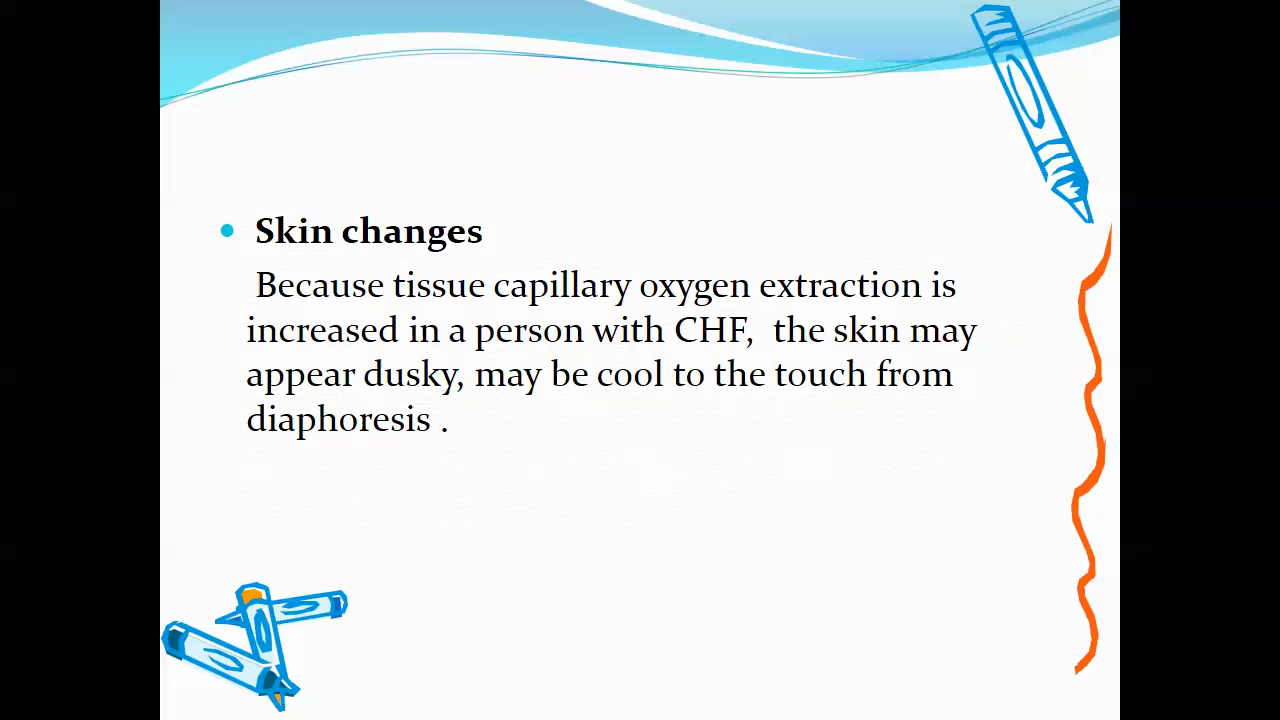 • Skin changes
Because tissue capillary oxygen extraction is
increased in a person with CHF,  the skin may
appear dusky, may be cool to the touch from
diaphoresis .